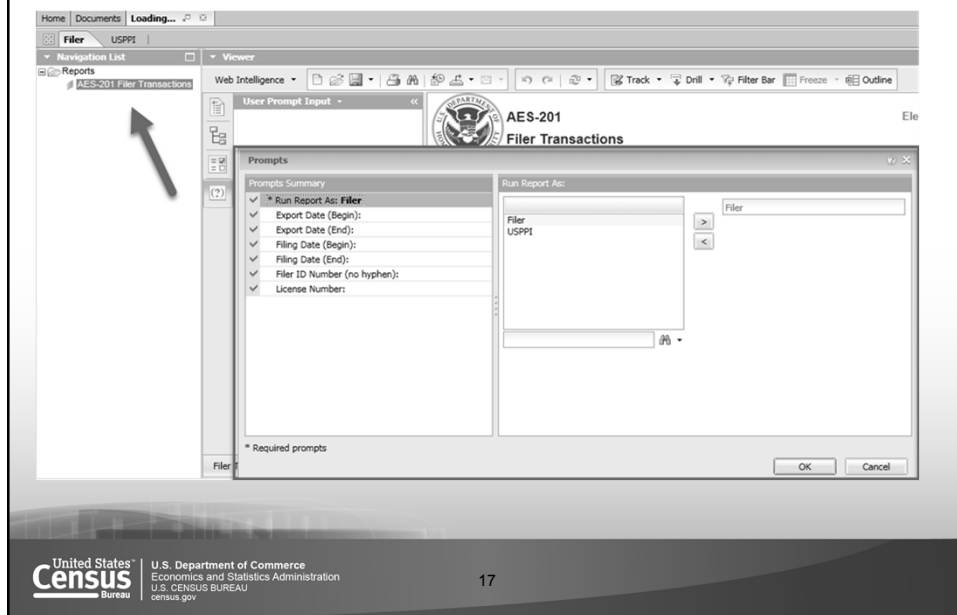 Home Documents Loading...
Filer USPPI
Navigation List
Viewer
Reports
AES-201 Filer Transactions
Web Intelligence
Track Drill Filter Bar Freeze Outline
User Prompt Input
AES-201
Ele
Filer Transactions
Prompts
Prompts Summary
* Run Report As: Filer
Export Date (Begin):
Export Date (End):
Filing Date (Begin):
Filing Date (End):
Filer ID Number (no hyphen):
License Number:
* Required prompts
Run Report As:
Filer
USPPI
>
<
Filer
OK Cancel
Filer T
United States™
Census
Bureau
U.S. Department of Commerce
Economics and Statistics Administration
U.S. CENSUS BUREAU
census.gov
17